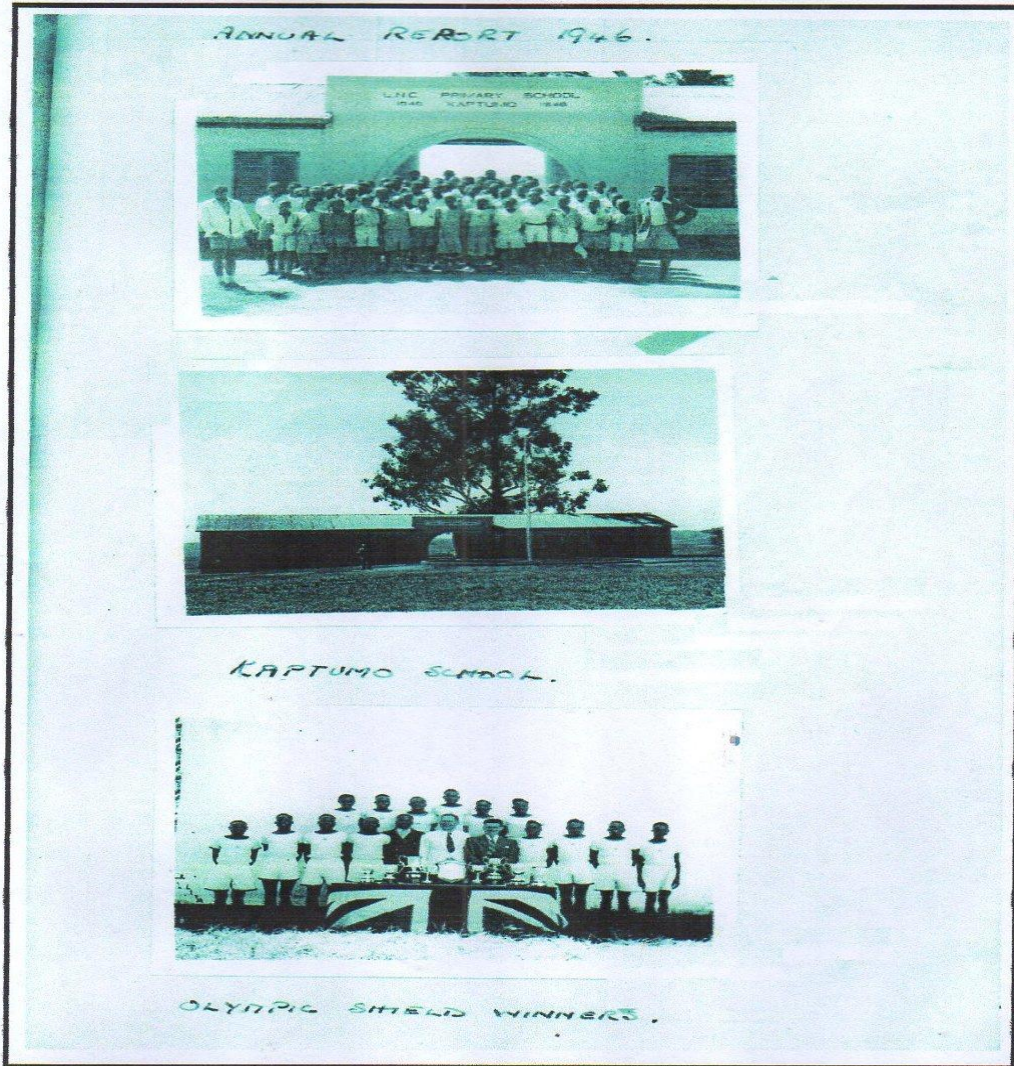 ANNUAL REPORT 1946.
L.N.C. PRIMARY SCHOOL
1946 KAPTUMO 1946
KAPTUMO SCHOOL.
OLYMPIC SHIELD WINNERS.